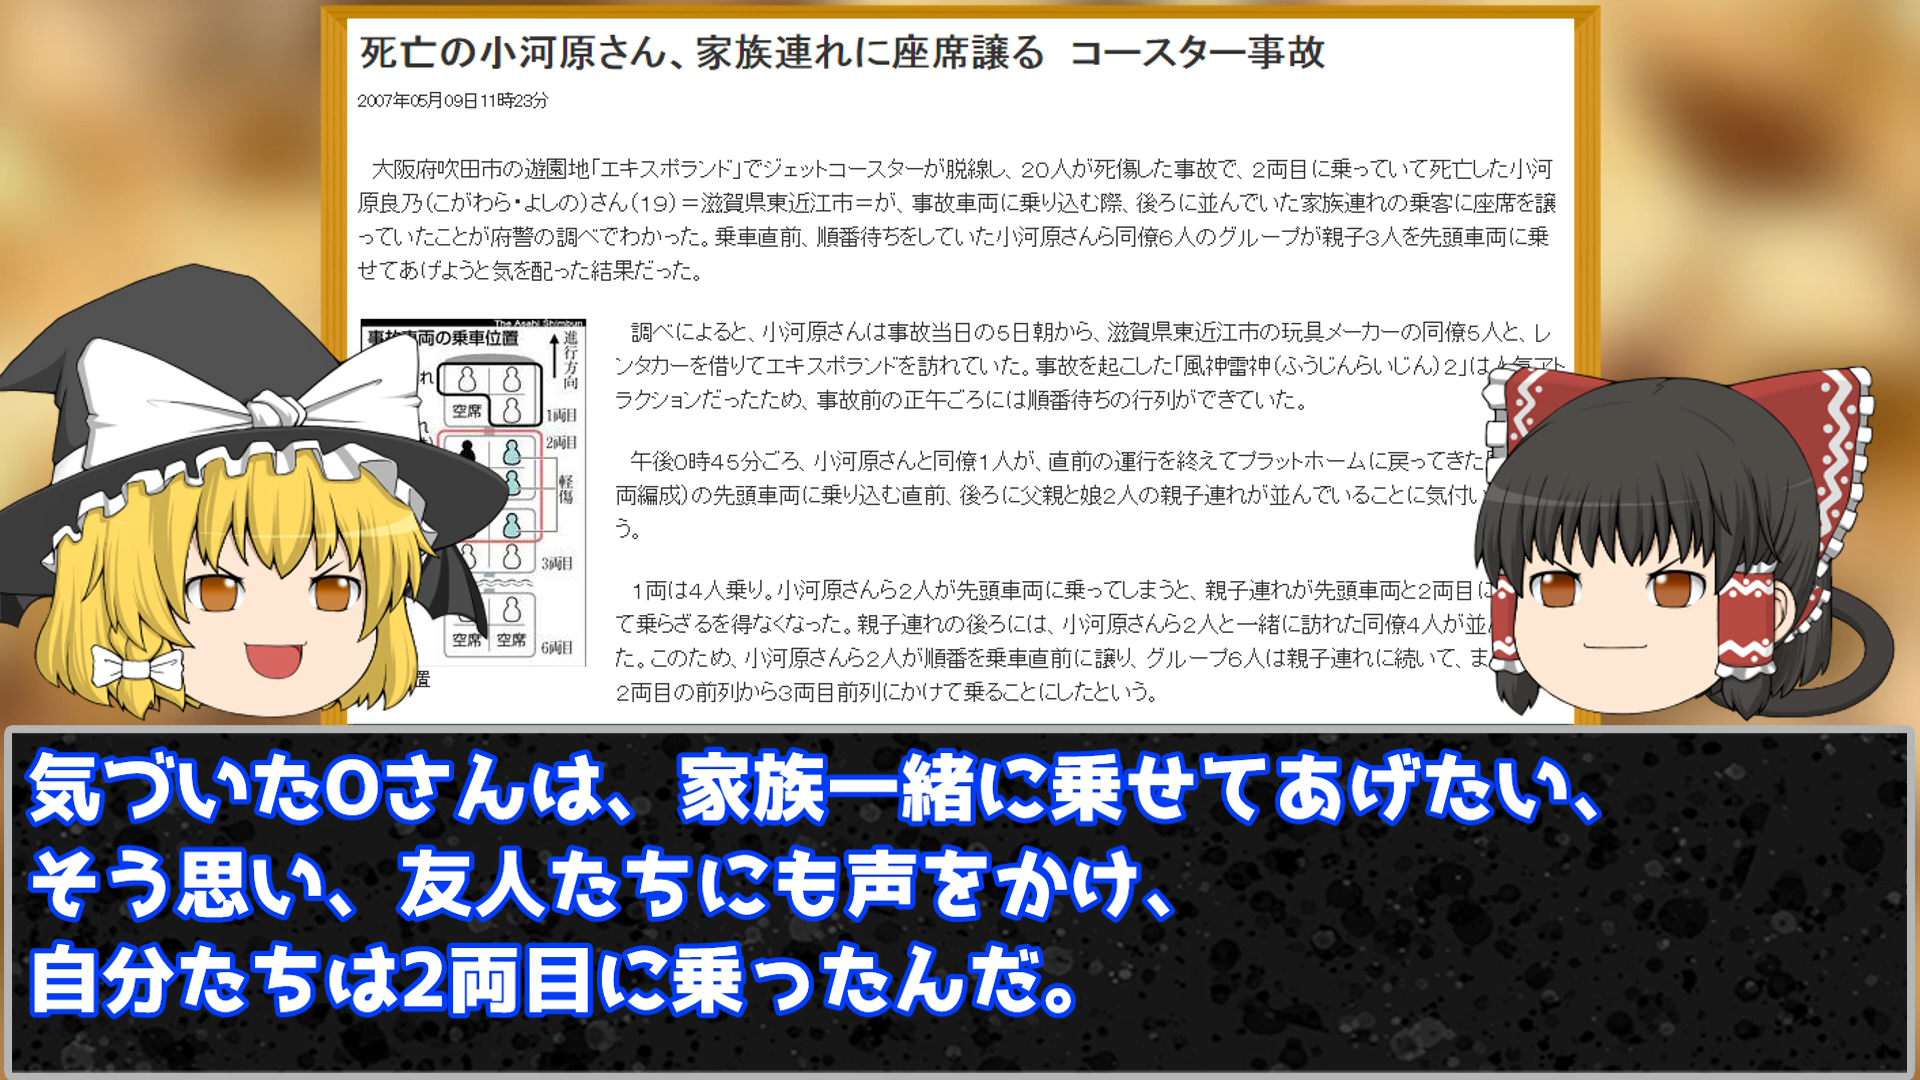 死亡の小河原さん、家族連れに座席譲る　コースター事故
2007年05月09日11時23分
大阪府吹田市の遊園地「エキスポランド」でジェットコースターが脱線し、20人が死傷した事故で、2両目に乗っていて死亡した小河
原良乃(こがわら・よしの)さん(19)＝滋賀県東近江市＝が、事故車両に乗り込む際、後ろに並んでいた家族連れの乗客に座席を譲
っていたことが府警の調べでわかった。乗車直前、順番待ちをしていた小河原さんら同僚6人のグループが親子3人を先頭車両に乗
せてあげようと気を配った結果だった。
The Asahi Shimbun
事故車両の乗車位置
進行方向
れ
空席
1両目
2両目
軽傷
3両目
空席 空席 6両目
置
調べによると、小河原さんは事故当日の5日朝から、滋賀県東近江市の玩具メーカーの同僚5人と、レ
ンタカーを借りてエキスポランドを訪れていた。事故を起こした「風神雷神(ふうじんらいじん)2」は人気アト
ラクションだったため、事故前の正午ごろには順番待ちの行列ができていた。
午後0時45分ごろ、小河原さんと同僚1人が、直前の運行を終えてプラットホームに戻ってきた
両編成)の先頭車両に乗り込む直前、後ろに父親と娘2人の親子連れが並んでいることに気付い
う。
1両は4人乗り。小河原さんら2人が先頭車両に乗ってしまうと、親子連れが先頭車両と2両目に
て乗らざるを得なくなった。親子連れの後ろには、小河原さんら2人と一緒に訪れた同僚4人が並ん
た。このため、小河原さんら2人が順番を乗車直前に譲り、グループ6人は親子連れに続いて、ま
2両目の前列から3両目前列にかけて乗ることにしたという。
気づいたOさんは、家族一緒に乗せてあげたい、
そう思い、友人たちにも声をかけ、
自分たちは2両目に乗ったんだ。